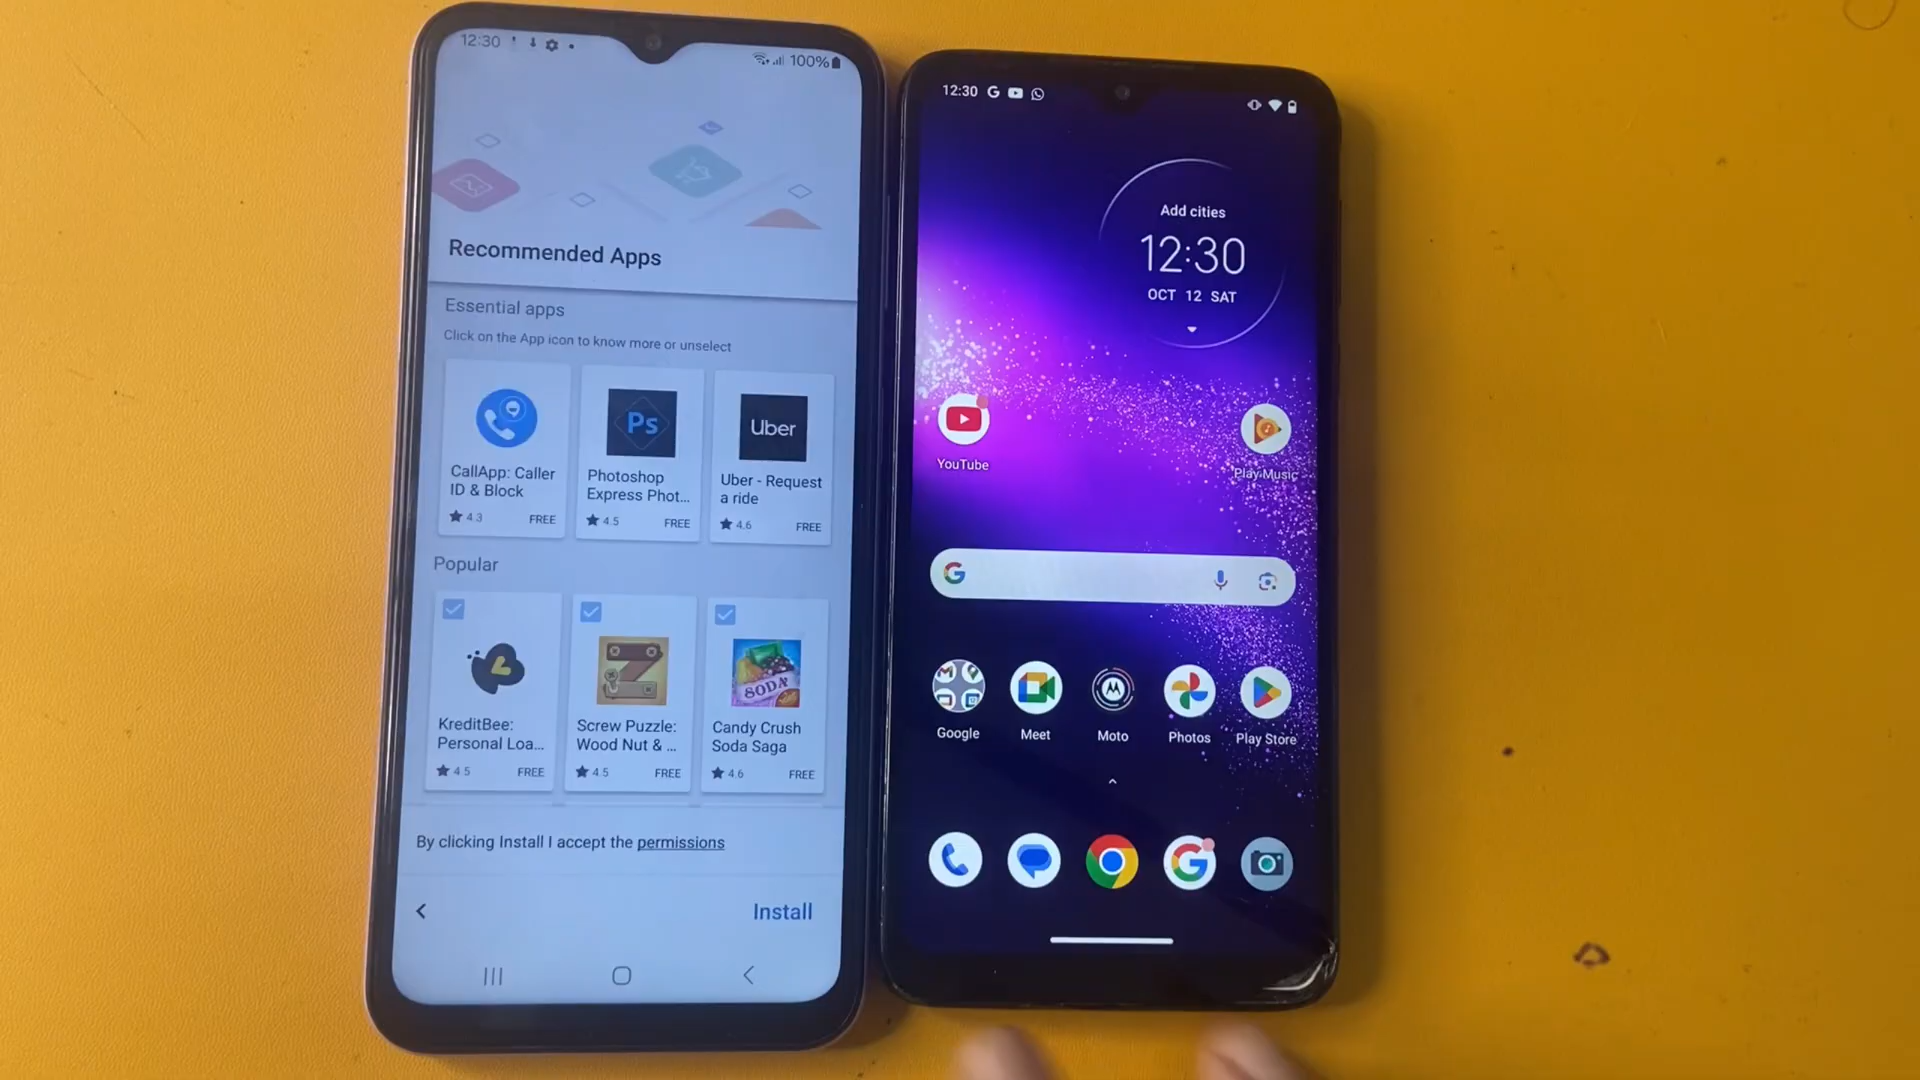 12:30
100%
Recommended Apps
Essential apps
Click on the App icon to know more or unselect
Ps
Uber
CallApp: Caller ID & Block
Photoshop Express Phot...
Uber - Request a ride
4.3 FREE
4.5 FREE
4.6 FREE
Popular
SODA
KreditBee: Personal Loa...
Screw Puzzle: Wood Nut & ...
Candy Crush Soda Saga
4.5 FREE
4.5 FREE
4.6 FREE
By clicking Install I accept the permissions
Install
12:30
Add cities
12:30
OCT 12 SAT
YouTube
Play Music
Google
Meet
Moto
Photos
Play Store